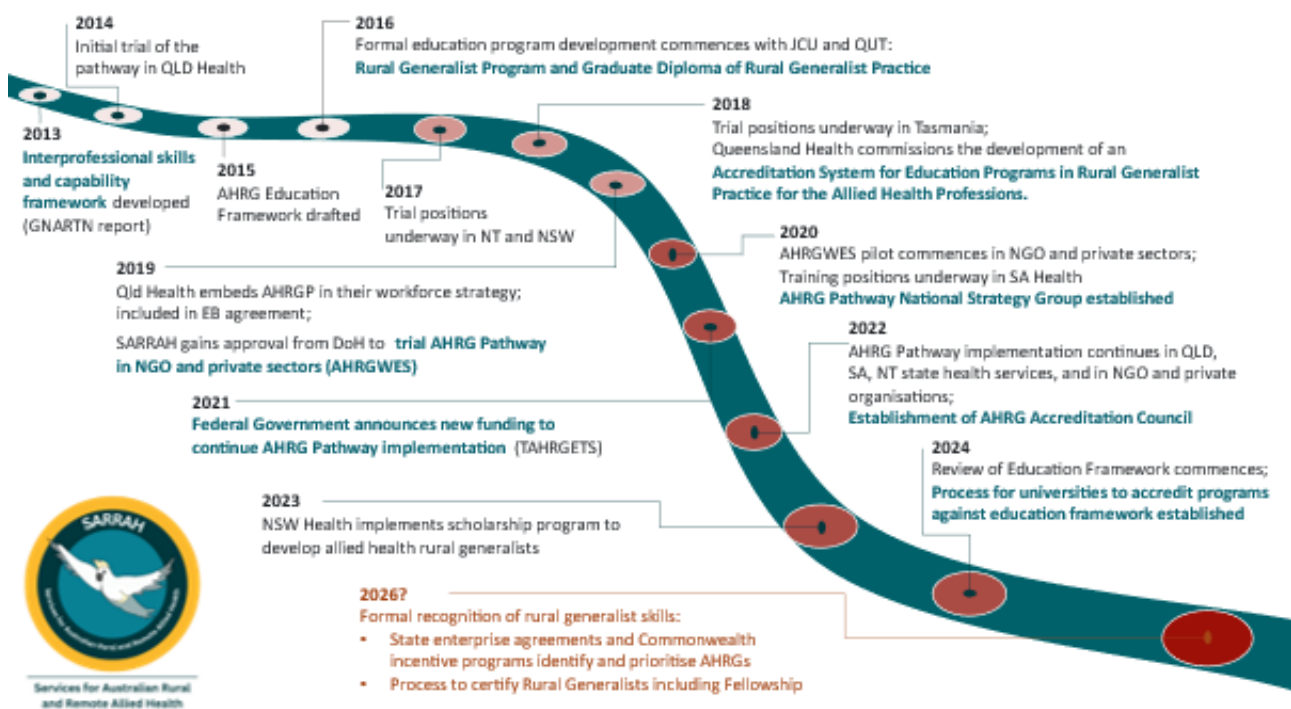 2014
Initial trial of the
pathway in QLD Health
2016
Formal education program development commences with JCU and QUT:
Rural Generalist Program and Graduate Diploma of Rural Generalist Practice
2013
Interprofessional skills
and capability
framework developed
(GNARTN report)
2015
AHRG Education
Framework drafted
2017
Trial positions
underway in NT and NSW
2018
Trial positions underway in Tasmania;
Queensland Health commissions the development of an
Accreditation System for Education Programs in Rural Generalist
Practice for the Allied Health Professions.
2019
Qld Health embeds AHRGP in their workforce strategy;
included in EB agreement;
SARRAH gains approval from DoH to trial AHRG Pathway
in NGO and private sectors (AHRGWES)
2020
AHRGWES pilot commences in NGO and private sectors;
Training positions underway in SA Health
AHRG Pathway National Strategy Group established
2021
Federal Government announces new funding to
continue AHRG Pathway implementation (TAHRGETS)
2022
AHRG Pathway implementation continues in QLD,
SA, NT state health services, and in NGO and private
organisations;
Establishment of AHRG Accreditation Council
2023
NSW Health implements scholarship program to
develop allied health rural generalists
2024
Review of Education Framework commences;
Process for universities to accredit programs
against education framework established
2026?
Formal recognition of rural generalist skills:
▪ State enterprise agreements and Commonwealth
incentive programs identify and prioritise AHRGs
▪ Process to certify Rural Generalists including Fellowship
SARRAH
Services for Australian Rural and Remote Allied Health
Services for Australian Rural
and Remote Allied Health